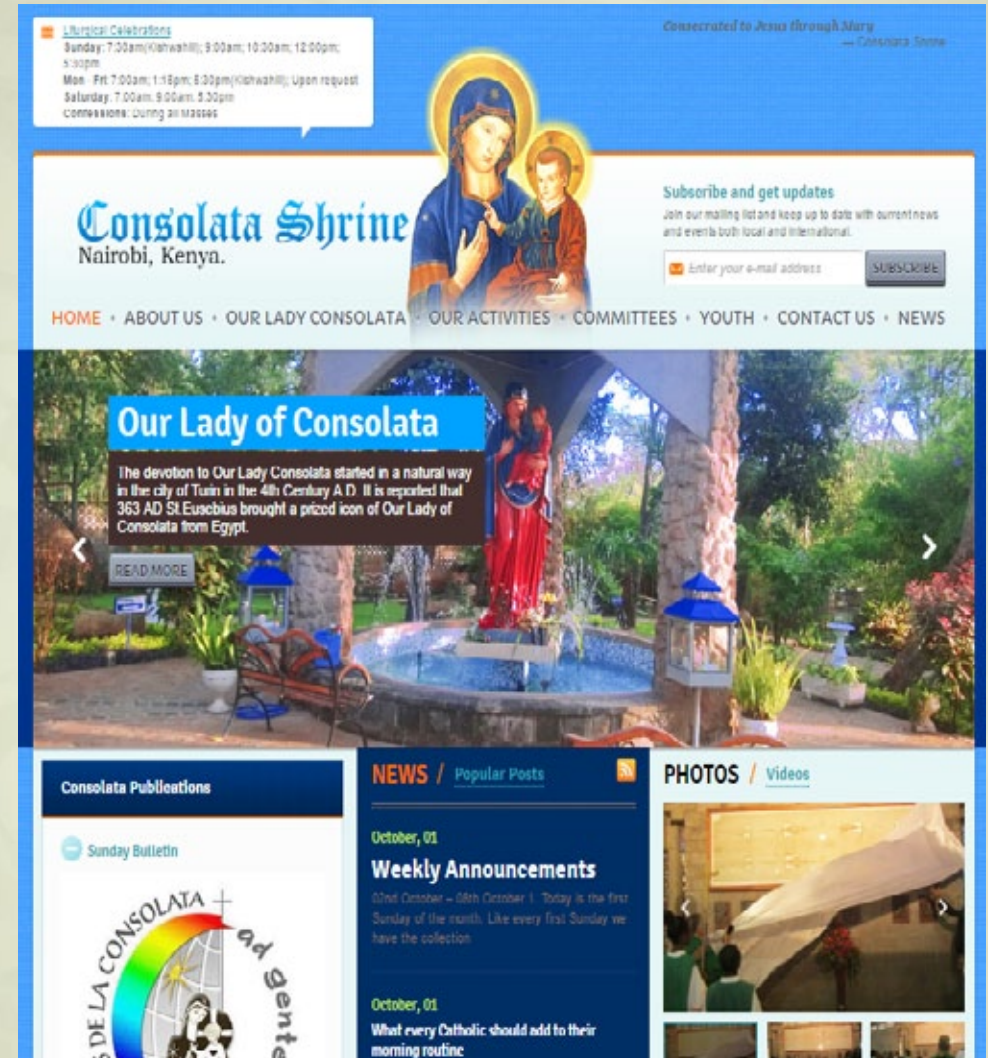 Liturgical Celebrations
Sunday: 7:30am(Kishwahili); 9:00am; 10:30am; 12:00pm;
5:30pm
Mon - Fri: 7:00am; 1:15pm; 5:30pm(Kishwahili); Upon request
Saturday: 7:00am, 9:00am, 5:30pm
Confessions: During all Masses
Consecrated to Jesus through Mary
— Consolata Shrine
Consolata Shrine
Nairobi, Kenya.
Subscribe and get updates
Join our mailing list and keep up to date with current news
and events both local and international.
Enter your e-mail address
SUBSCRIBE
HOME • ABOUT US • OUR LADY CONSOLATA • OUR ACTIVITIES • COMMITTEES • YOUTH • CONTACT US • NEWS
Our Lady of Consolata
The devotion to Our Lady Consolata started in a natural way
in the city of Turin in the 4th Century A.D. It is reported that
363 AD St.Eusebius brought a prized icon of Our Lady of
Consolata from Egypt.
READ MORE
Consolata Publications
Sunday Bulletin
S DE LA CONSOLATA
ad gente
NEWS / Popular Posts
October, 01
Weekly Announcements
02nd October – 08th October 1. Today is the first
Sunday of the month. Like every first Sunday we
have the collection
October, 01
What every Catholic should add to their
morning routine
PHOTOS / Videos